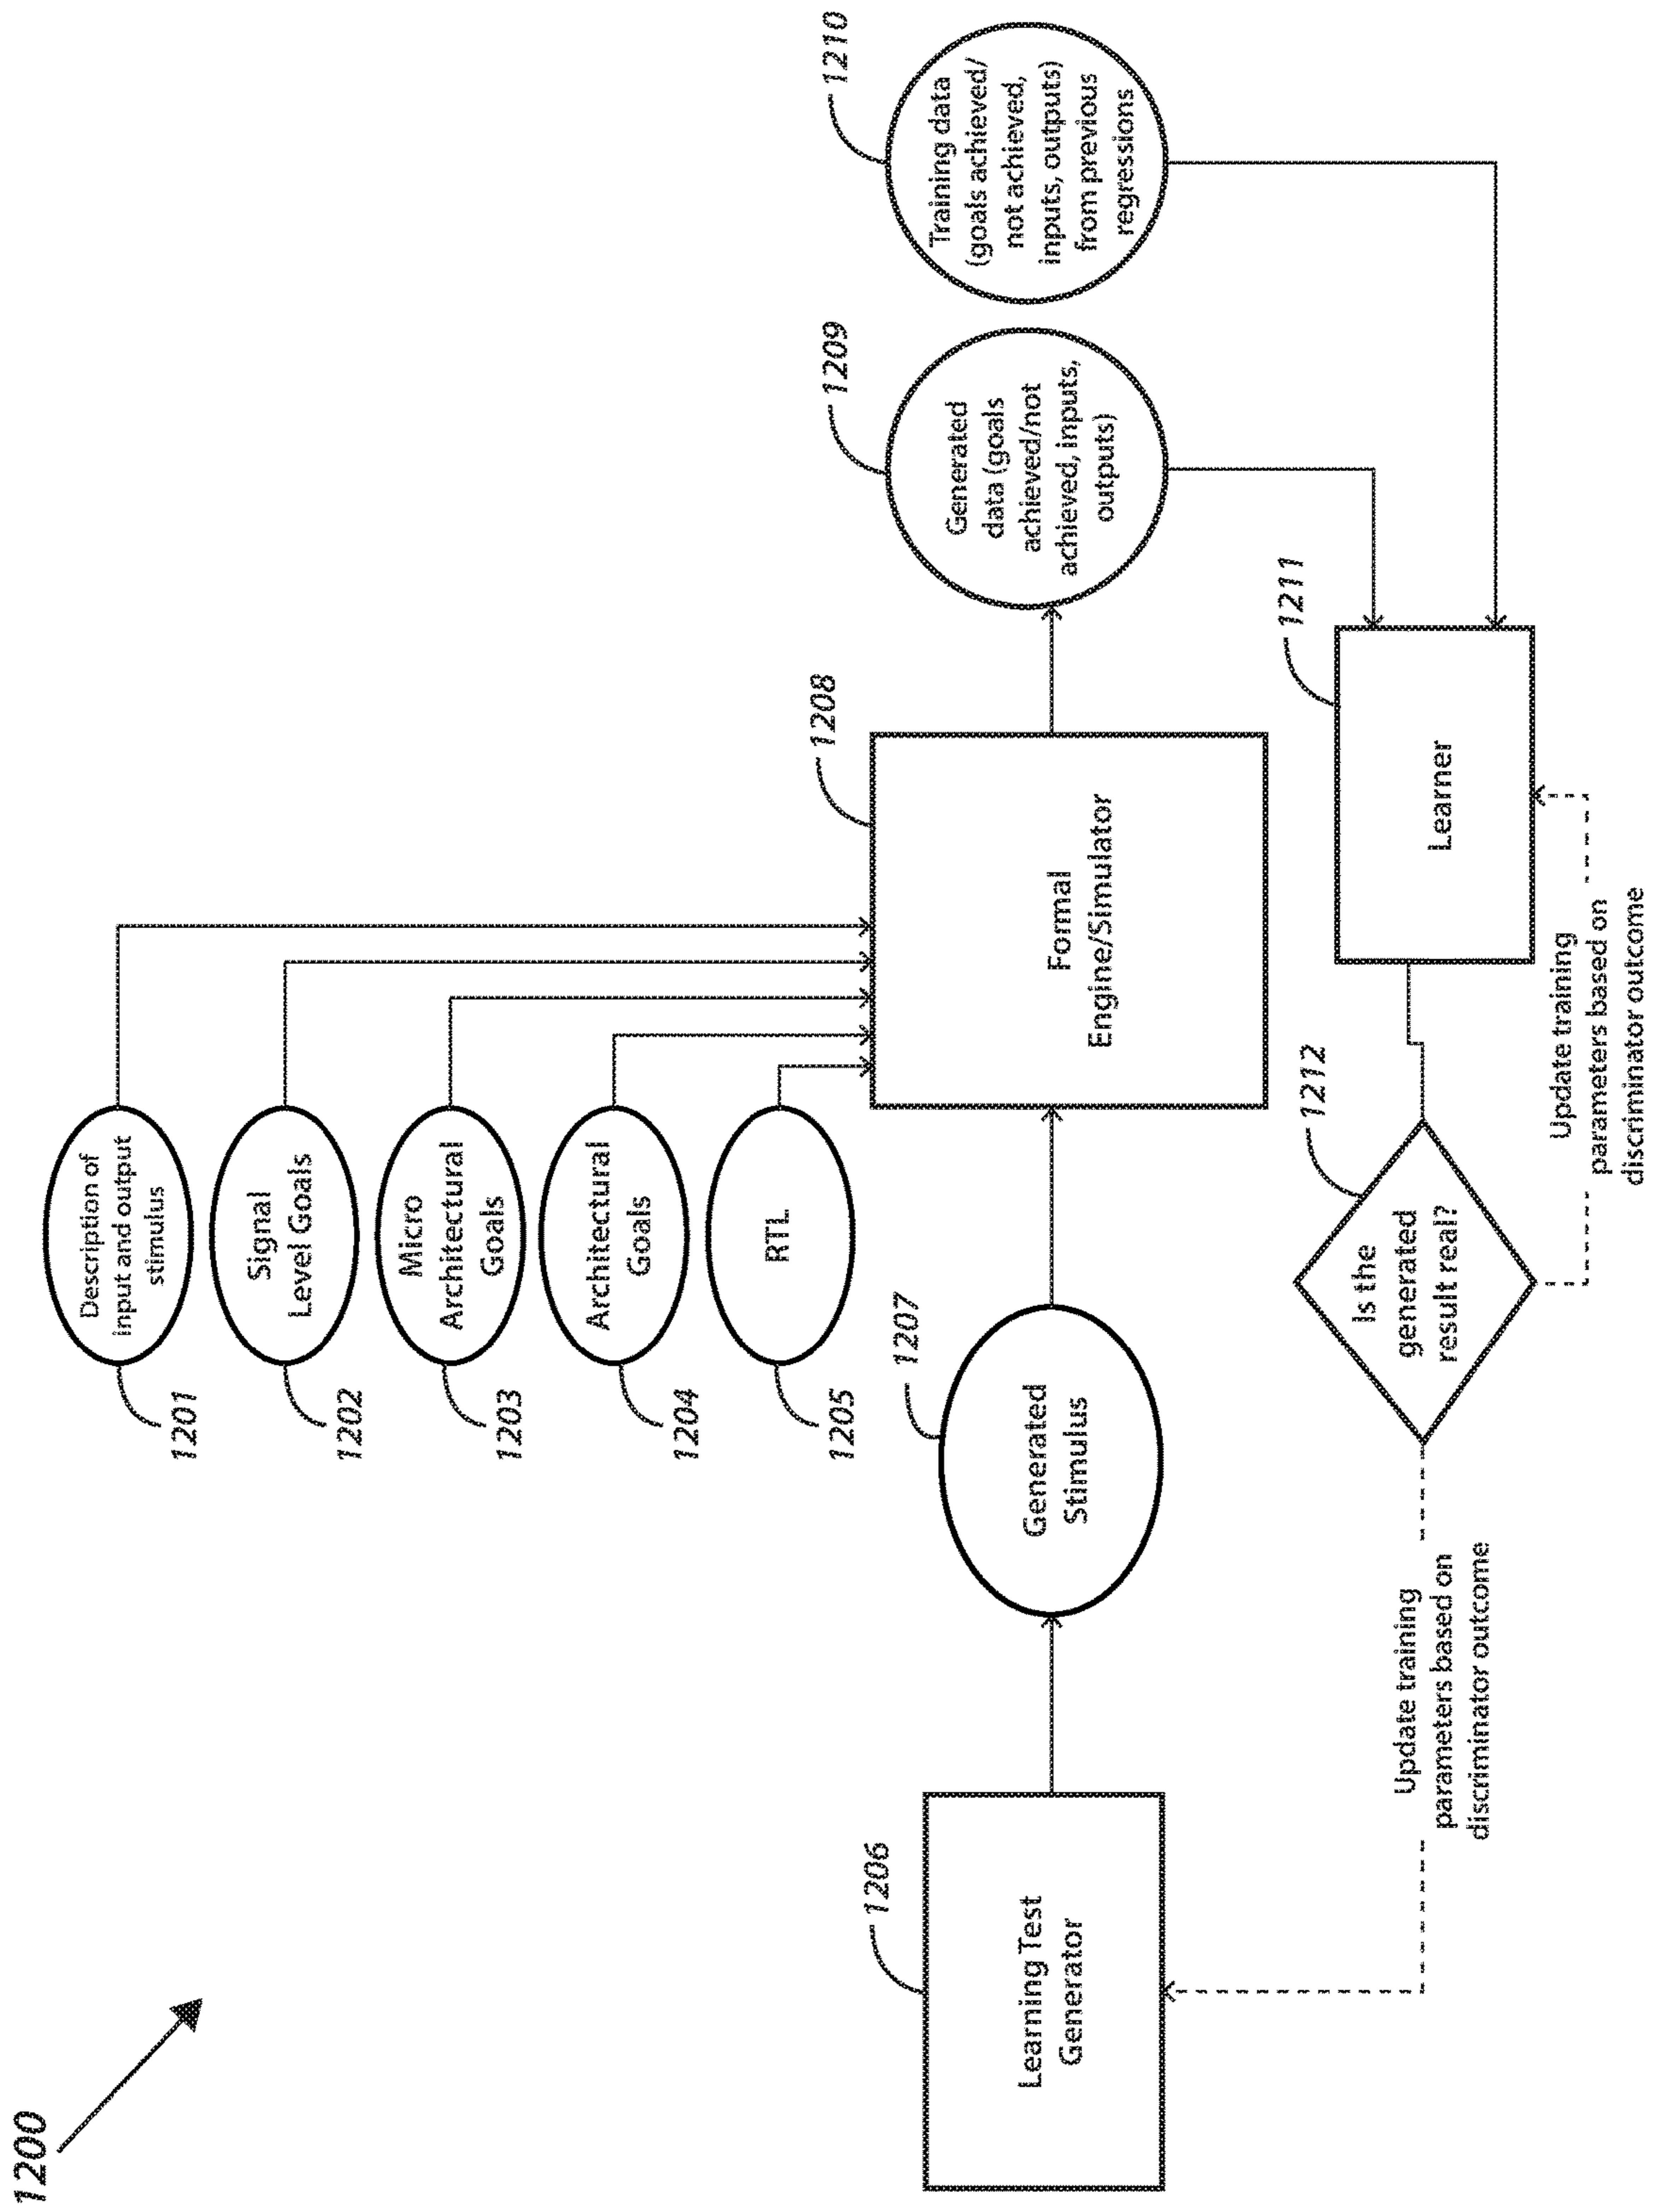 1200
1201
Description of
input and output
stimulus
1202
Signal
Level Goals
1203
Micro
Architectural
Goals
1204
Architectural
Goals
1205
RTL
1206
Learning Test
Generator
1207
Generated
Stimulus
1208
Formal
Engine/Simulator
1209
Generated
data (goals
achieved/not
achieved, inputs,
outputs)
1210
Training data
(goals achieved/
not achieved,
inputs, outputs)
from previous
regressions
1211
Learner
1212
Is the
generated
result real?
Update training
parameters based on
discriminator outcome
Update training
parameters based on
discriminator outcome